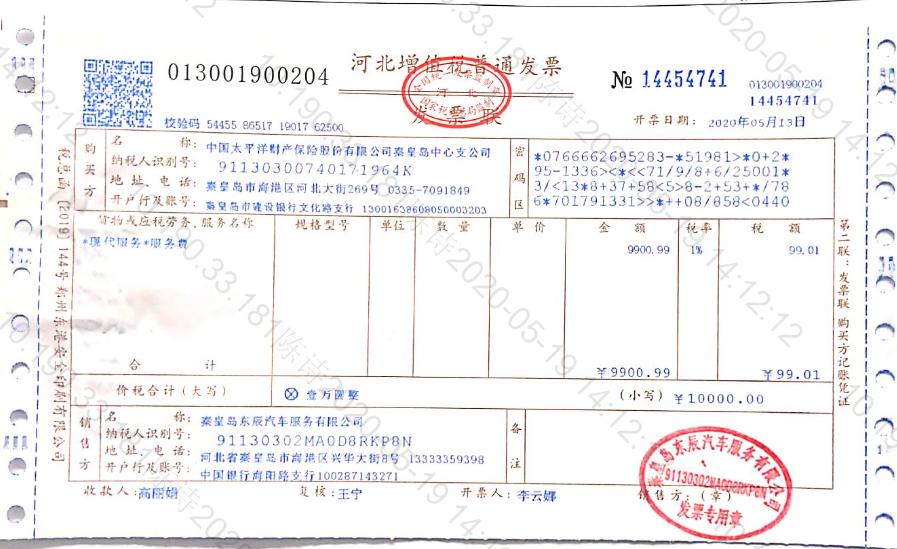 013001900204
河北增值税普通发票
发票联
№ 14454741
013001900204
14454741
校验码 54455 86517 19017 62500
开票日期: 2020年05月13日
购买方
名 称: 中国太平洋财产保险股份有限公司秦皇岛中心支公司
纳税人识别号: 91130300740171964K
地 址、电 话: 秦皇岛市海港区河北大街269号 0335-7091849
开户行及账号: 秦皇岛市建设银行文化路支行 13001638608050003203
密码区
*0766662695283-*51981>*0+2*
95-1336><*<<71/9/8+6/25001*
3/<13*8+37+58<5>8-2+53+*/78
6*701791331>>*++08/858<0440
货物或应税劳务、服务名称 规格型号 单位 数 量 单 价 金 额 税率 税 额
*现代服务*服务费 9900.99 1% 99.01
合 计 ￥9900.99 ￥99.01
价税合计(大写) ⊗ 壹万圆整 (小写) ￥10000.00
销售方
名 称: 秦皇岛东辰汽车服务有限公司
纳税人识别号: 91130302MA0D8RKP8N
地址、电话: 河北省秦皇岛市海港区兴华大街8号 13333359398
开户行及账号: 中国银行海阳路支行100287143271
备注
收款人: 高丽娟 复核: 王宁 开票人: 李云娜 销售方: (章)
秦皇岛东辰汽车服务有限公司
91130302MA0D8RKP8N
发票专用章
第二联: 发票联 购买方记账凭证
税总函〔2019〕144号 郑州东港安全印刷有限公司
10.190.33.181陈诗2020-05-19 14:12:12